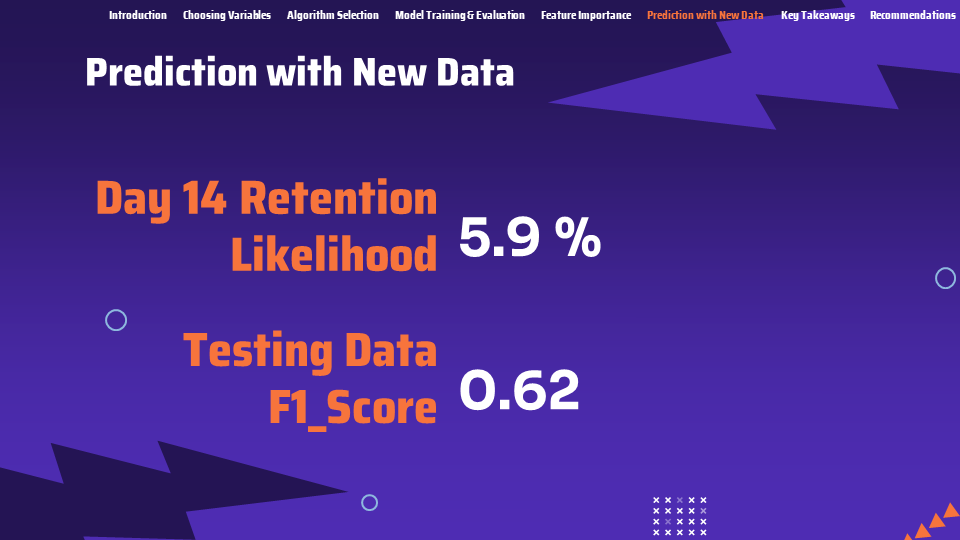 Introduction Choosing Variables Algorithm Selection Model Training & Evaluation Feature Importance Prediction with New Data Key Takeaways Recommendations
Prediction with New Data
Day 14 Retention
Likelihood
5.9 %
Testing Data
F1_Score
0.62